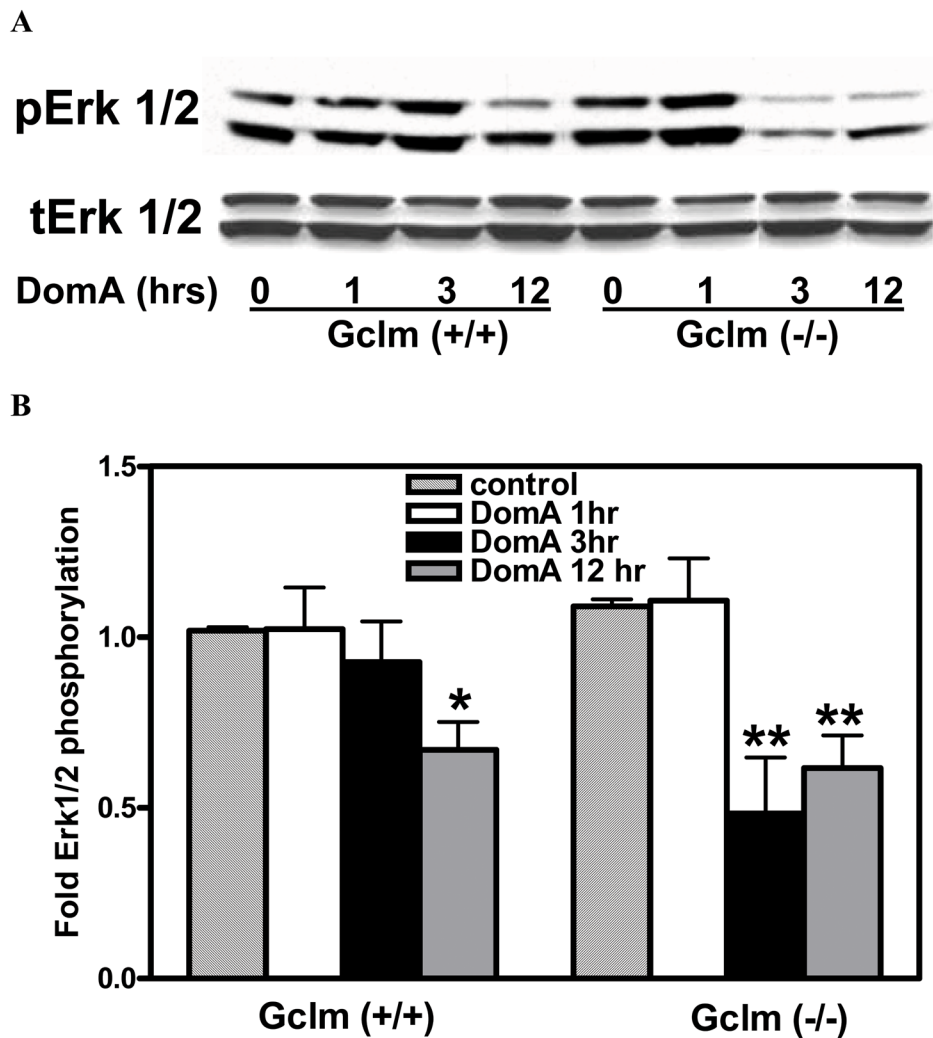 A
pErk 1/2
tErk 1/2
DomA (hrs) 0 1 3 12 0 1 3 12
Gclm (+/+) Gclm (-/-)
B
Fold Erk1/2 phosphorylation
1.5
1.0
0.5
0.0
control
DomA 1hr
DomA 3hr
DomA 12 hr
* ** **
Gclm (+/+) Gclm (-/-)